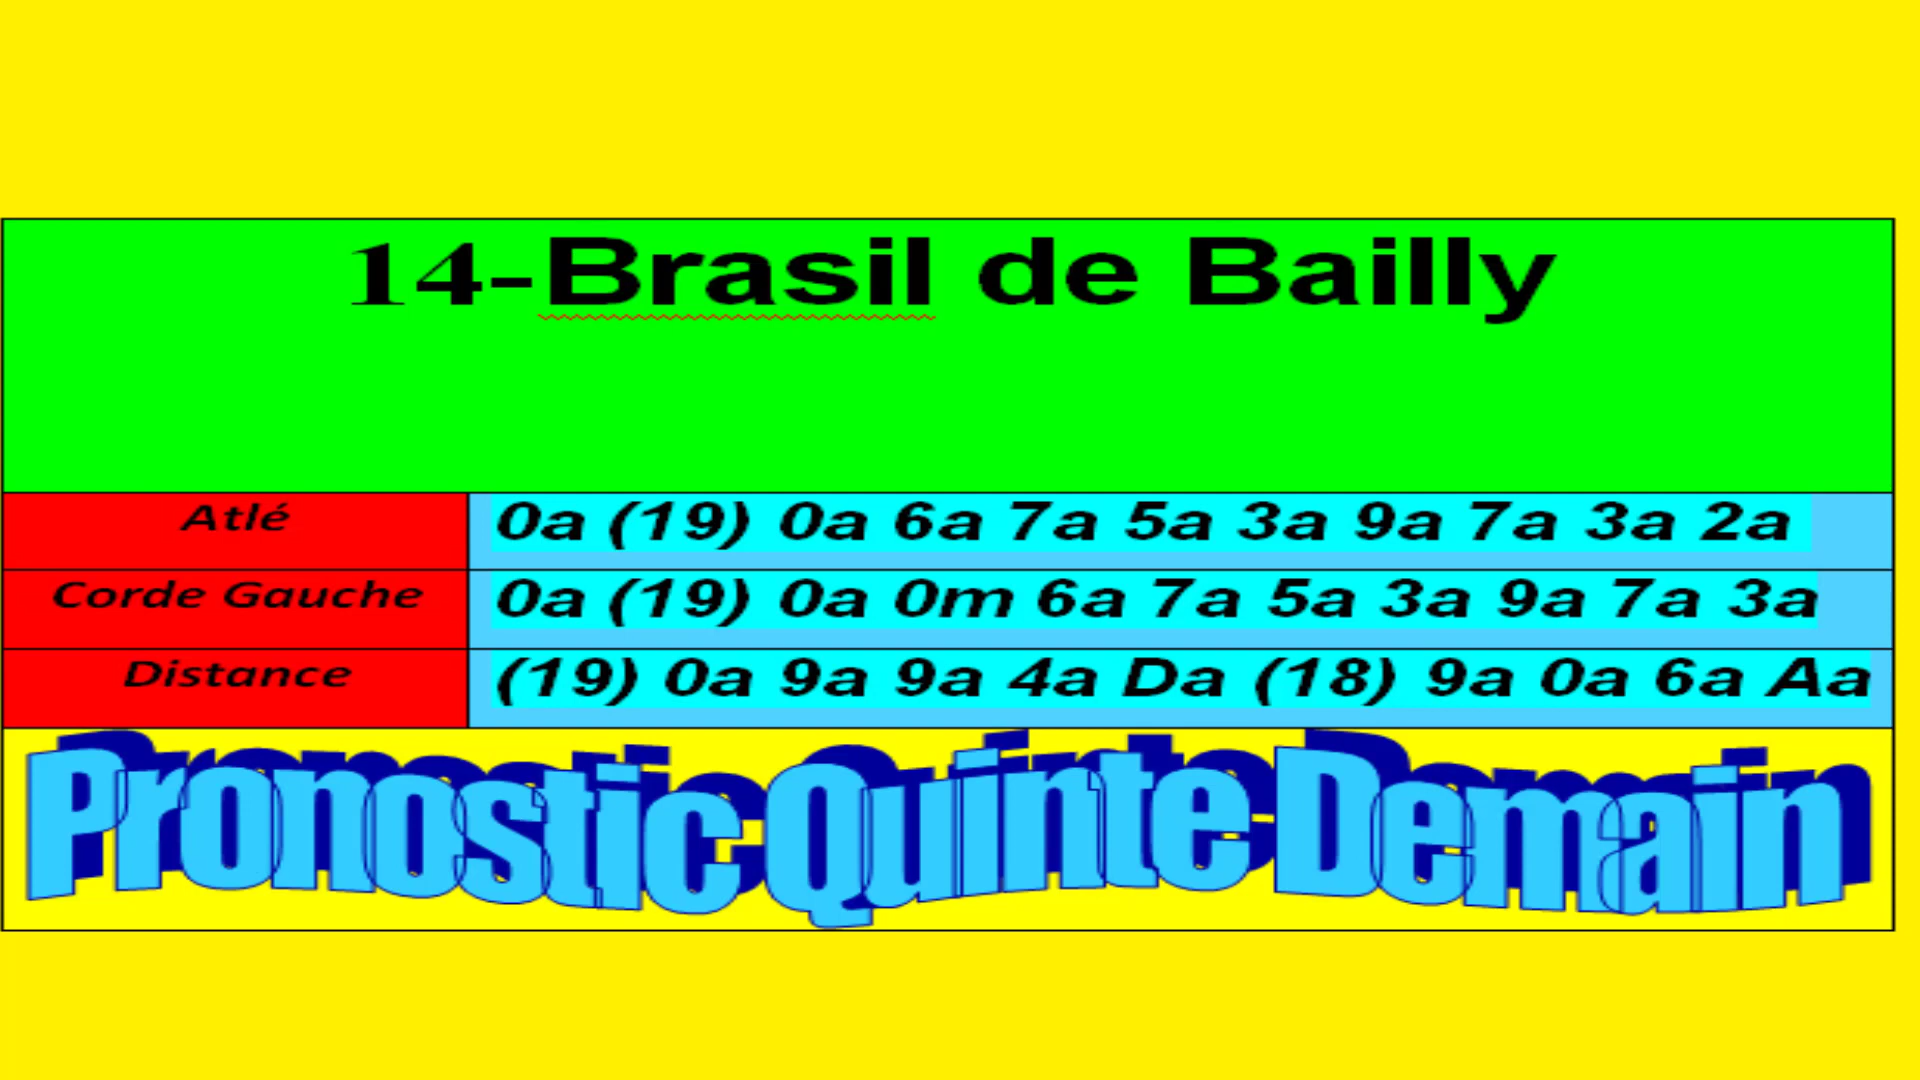 14-Brasil de Bailly
Atlé
0a (19) 0a 6a 7a 5a 3a 9a 7a 3a 2a
Corde Gauche
0a (19) 0a 0m 6a 7a 5a 3a 9a 7a 3a
Distance
(19) 0a 9a 9a 4a Da (18) 9a 0a 6a Aa
Pronostic Quinte Demain